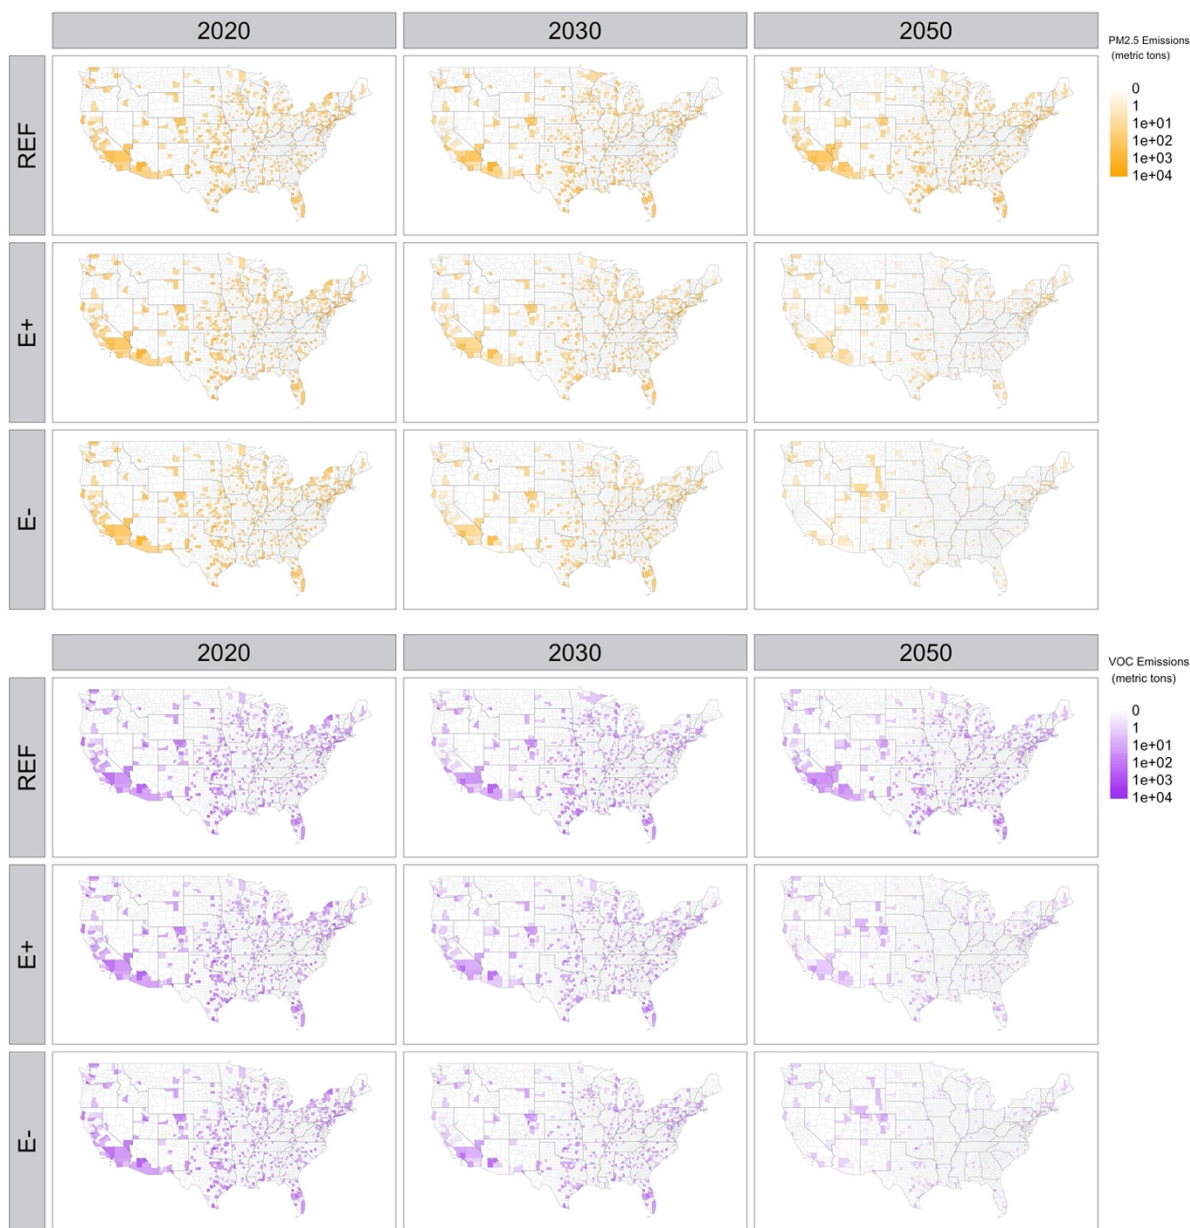 2020 2030 2050
PM2.5 Emissions
(metric tons)
0
1
1e+01
1e+02
1e+03
1e+04
REF
E+
E-
2020 2030 2050
VOC Emissions
(metric tons)
0
1
1e+01
1e+02
1e+03
1e+04
REF
E+
E-